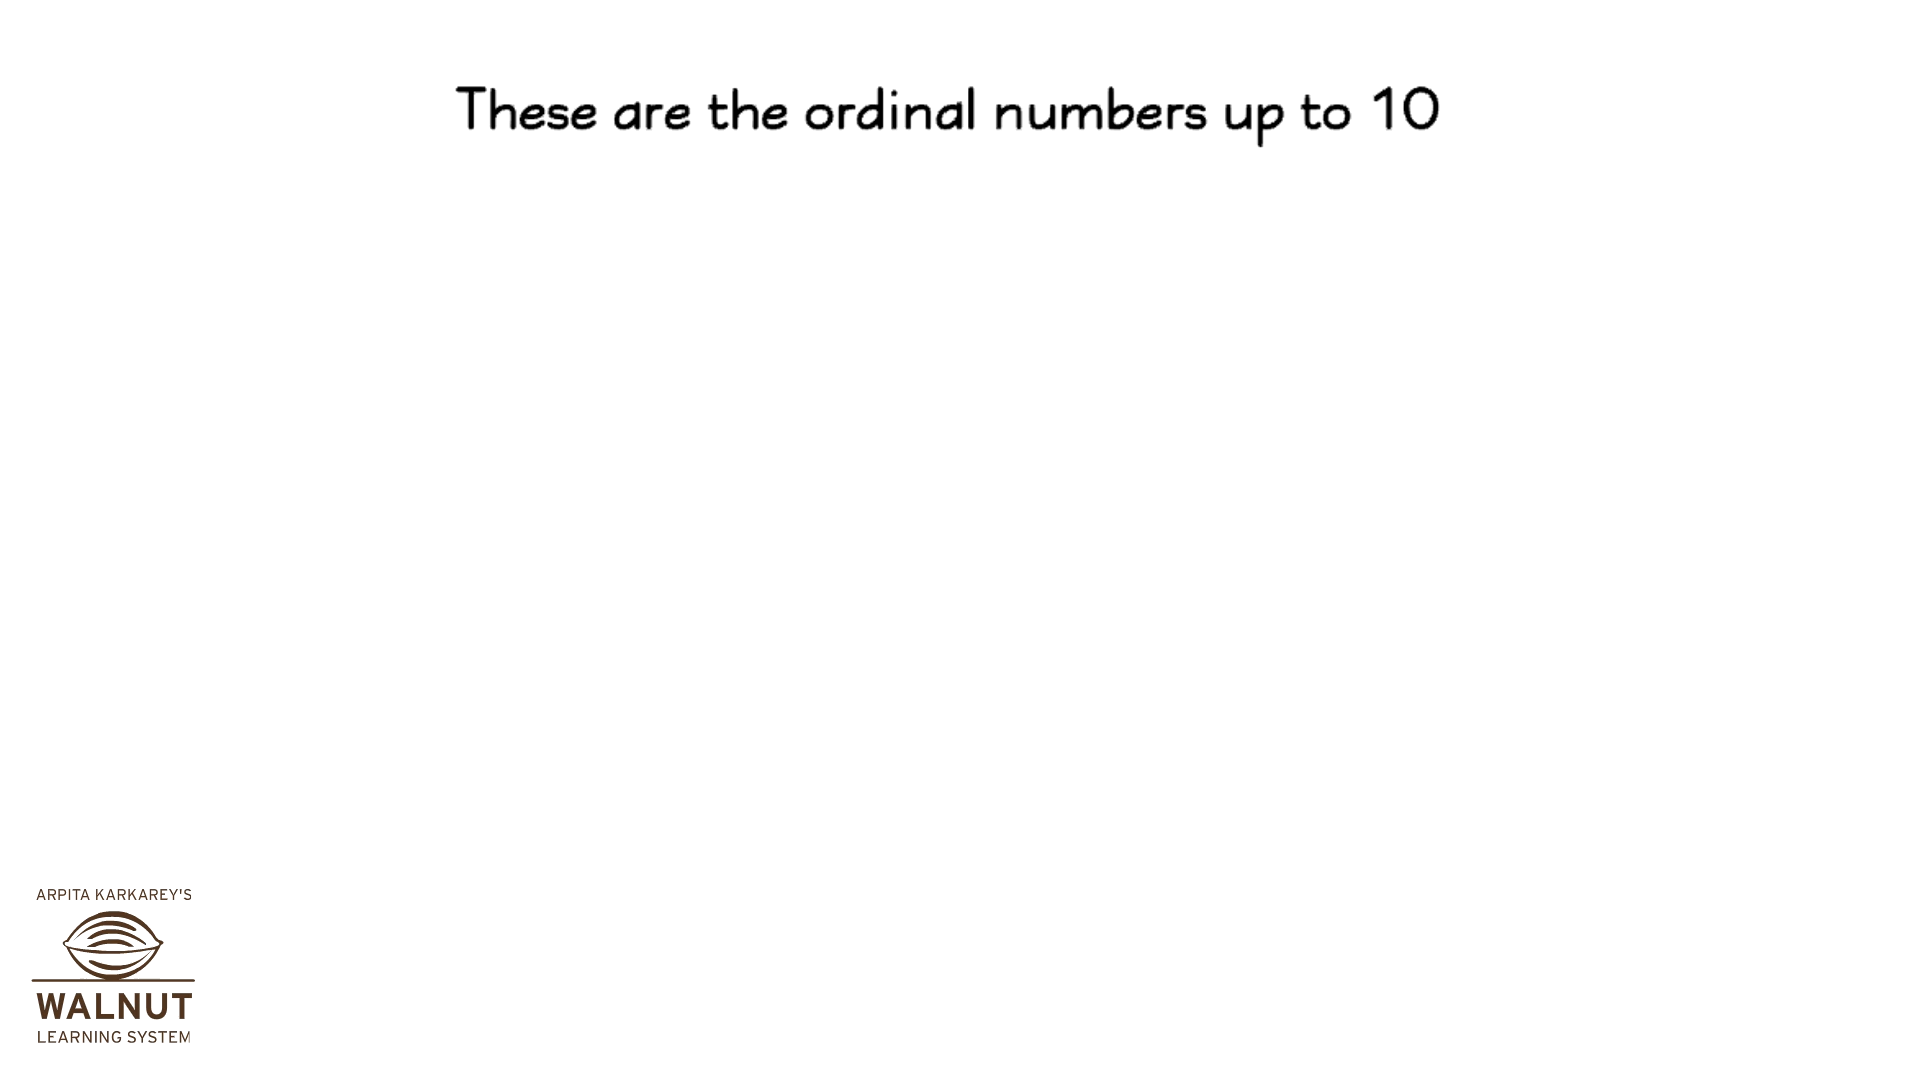 These are the ordinal numbers up to 10
ARPITA KARKAREY'S
WALNUT
LEARNING SYSTEM